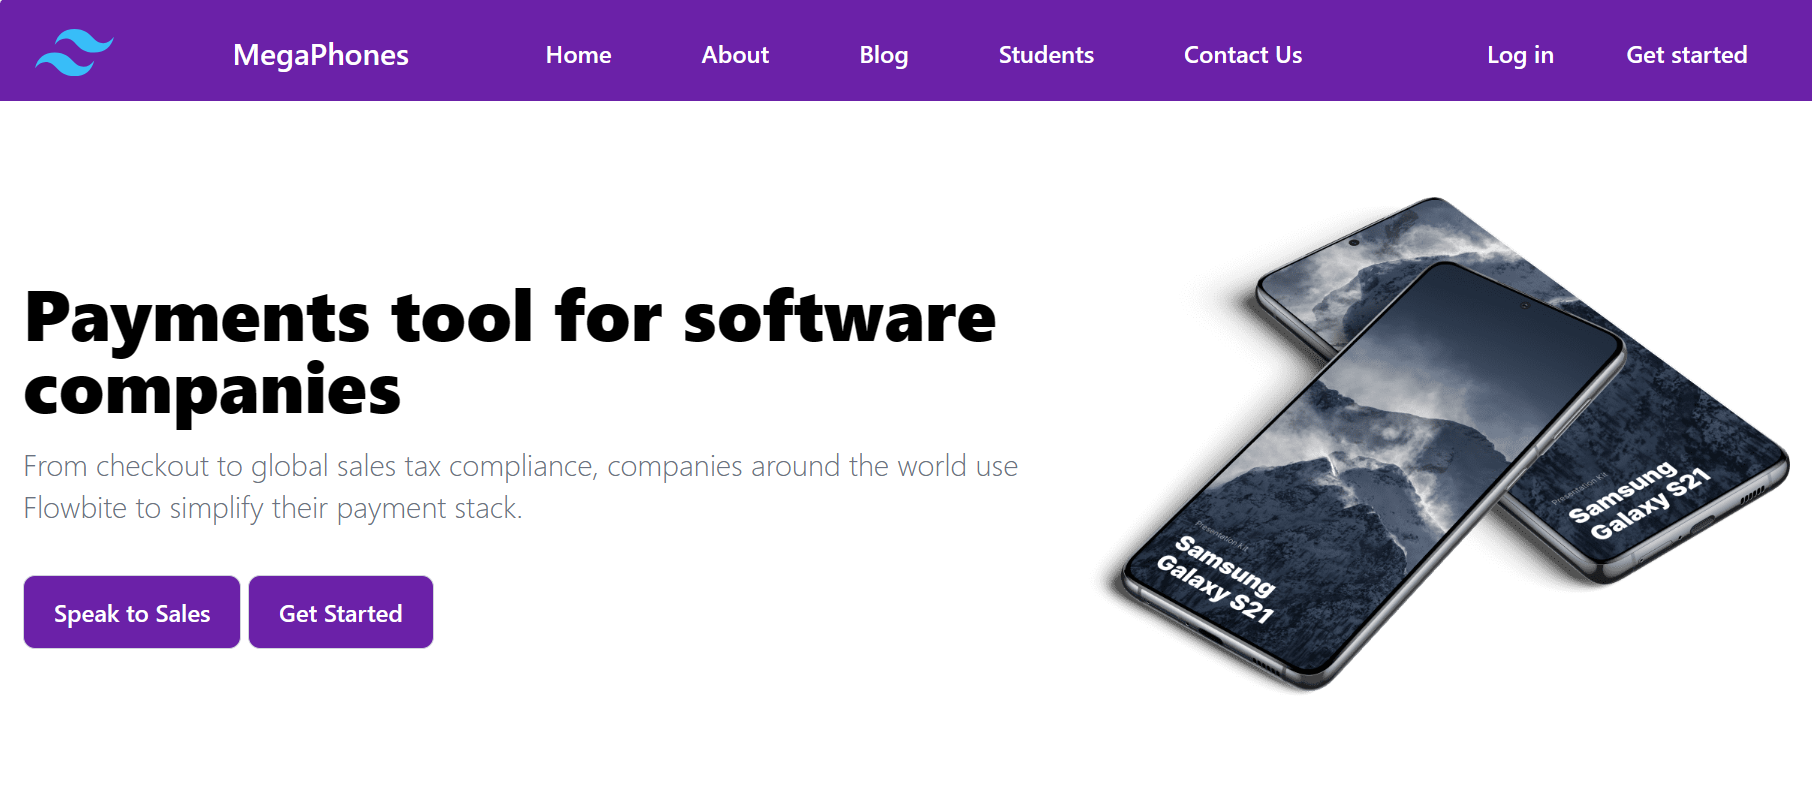 MegaPhones
Home
About
Blog
Students
Contact Us
Log in
Get started
Payments tool for software
companies
From checkout to global sales tax compliance, companies around the world use
Flowbite to simplify their payment stack.
Speak to Sales
Get Started
Presentation Kit
Samsung
Galaxy S21
Presentation Kit
Samsung
Galaxy S21